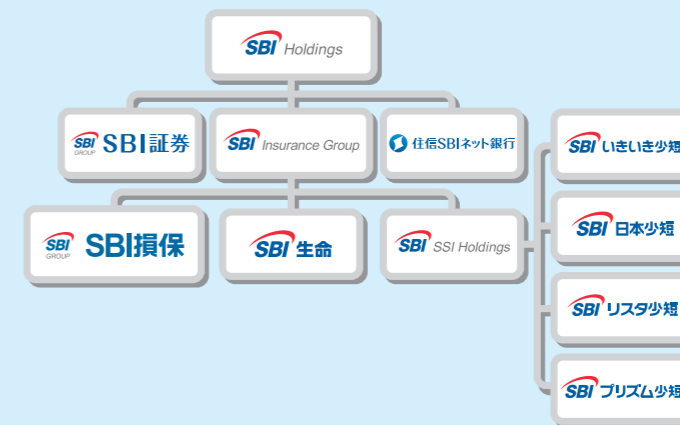 SBI Holdings
SBI GROUP SBI証券
SBI Insurance Group
住信SBIネット銀行
SBI GROUP SBI損保
SBI 生命
SBI SSI Holdings
SBI いきいき少短
SBI 日本少短
SBI リスタ少短
SBI プリズム少短